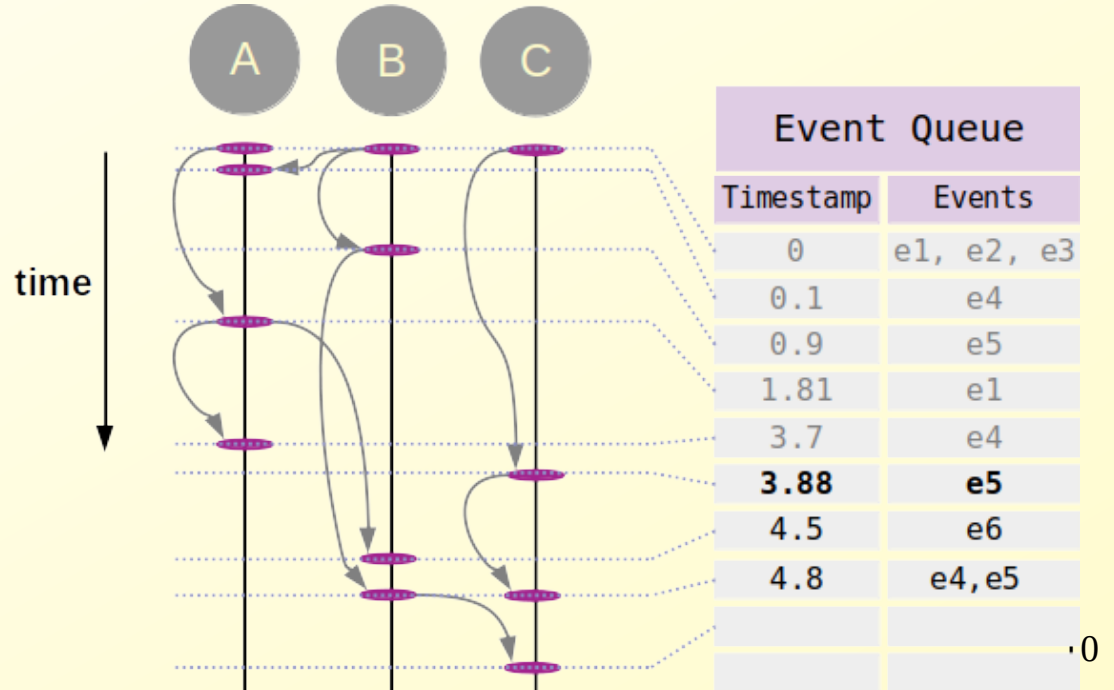 A B C
Event Queue
Timestamp Events
0 e1, e2, e3
time
0.1 e4
0.9 e5
1.81 e1
3.7 e4
3.88 e5
4.5 e6
4.8 e4,e5
0